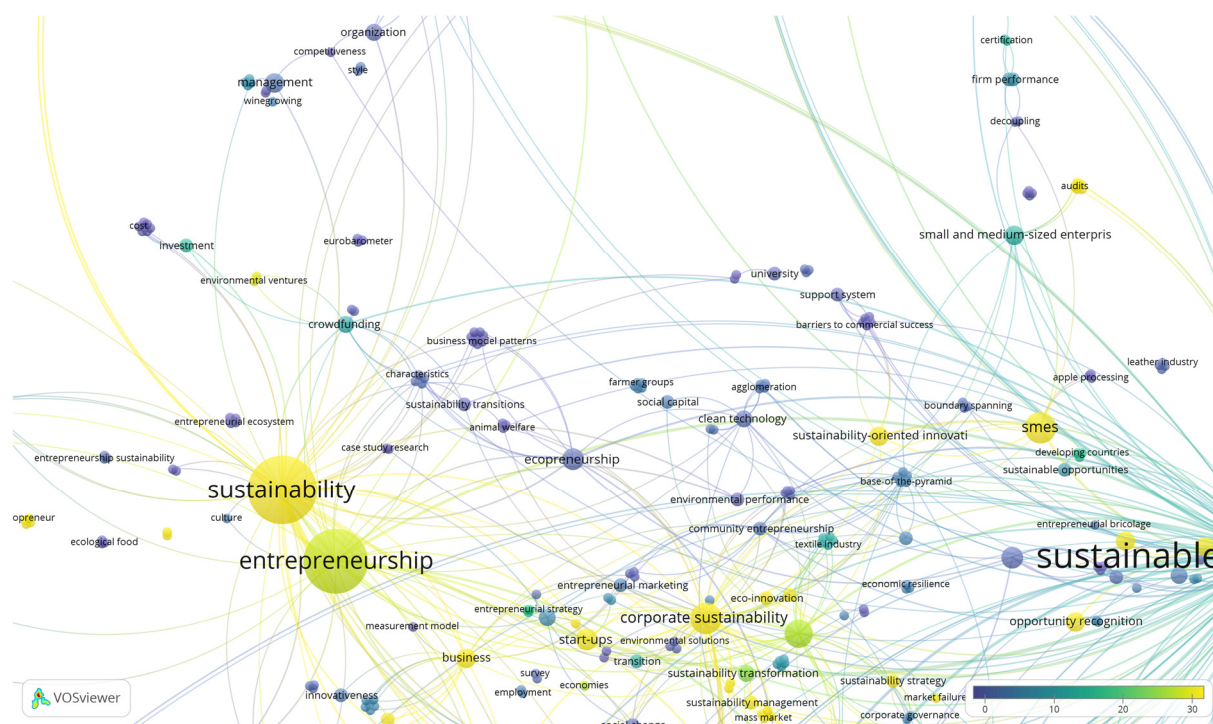 organization
competitiveness
style
management
winegrowing
certification
firm performance
decoupling
audits
cost
investment
eurobarometer
small and medium-sized enterpris
environmental ventures
university
support system
crowdfunding
barriers to commercial success
business model patterns
leather industry
characteristics
farmer groups
agglomeration
apple processing
sustainability transitions
social capital
boundary spanning
entrepreneurial ecosystem
animal welfare
clean technology
smes
sustainability-oriented innovati
case study research
developing countries
entrepreneurship sustainability
ecopreneurship
sustainable opportunities
base-of-the-pyramid
sustainability
environmental performance
opreneur
culture
community entrepreneurship
entrepreneurial bricolage
ecological food
textile industry
sustainable
entrepreneurship
entrepreneurial marketing
economic resilience
eco-innovation
entrepreneurial strategy
corporate sustainability
opportunity recognition
measurement model
start-ups
environmental solutions
business
transition
survey
sustainability transformation
sustainability strategy
economies
innovativeness
employment
market failure
sustainability management
mass market
corporate governance
social change
VOSviewer
0 10 20 30